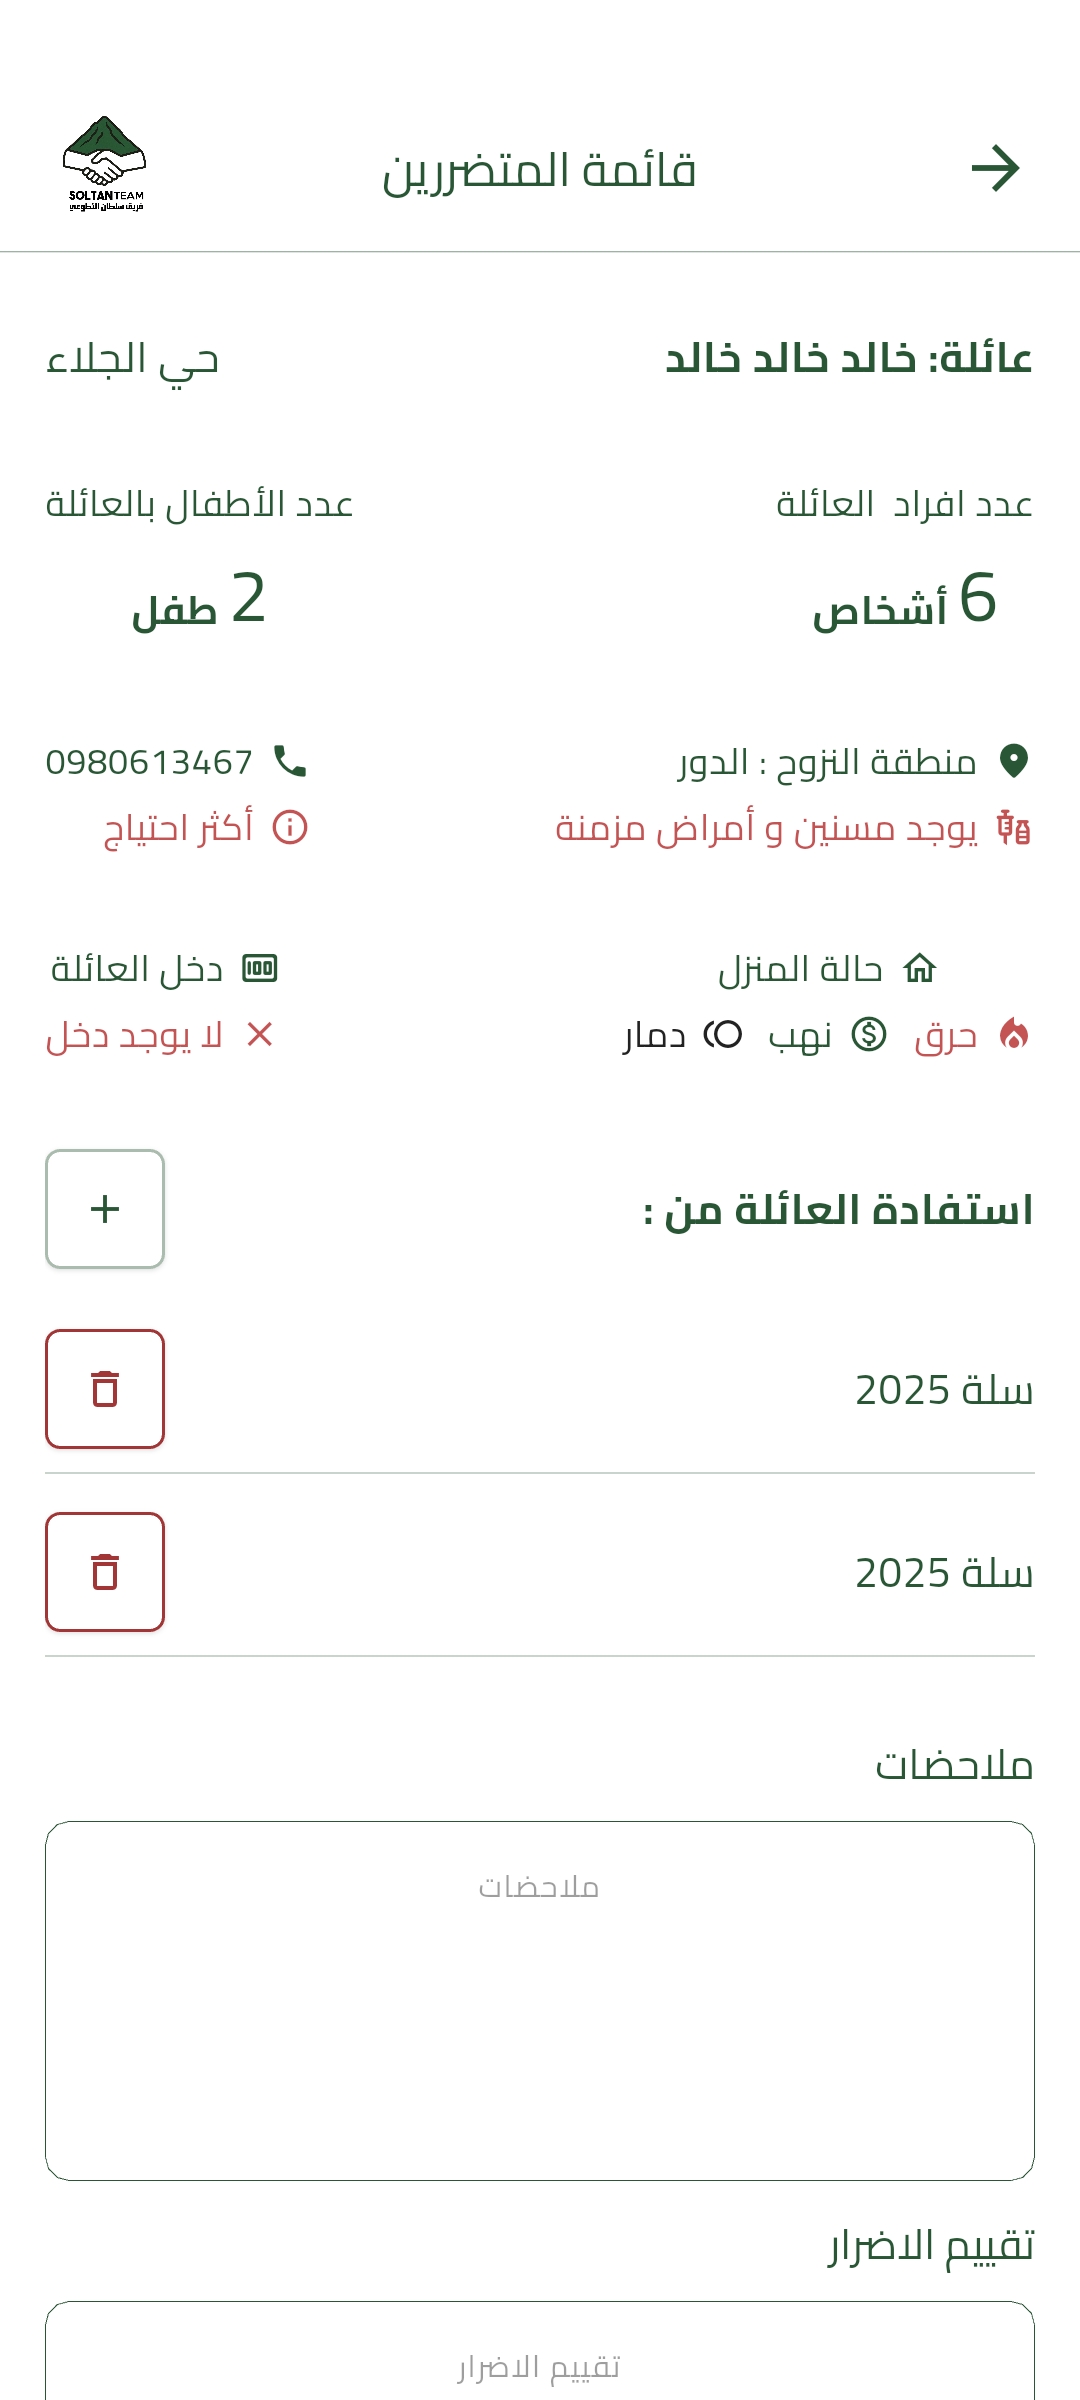 قائمة المتضررين
SOLTANTEAM
فريق سلطان التطوعي
عائلة: خالد خالد خالد
حي الجلاء
عدد افراد العائلة
عدد الأطفال بالعائلة
6 أشخاص
2 طفل
منطقة النزوح : الدور
0980613467
يوجد مسنين و أمراض مزمنة
أكثر احتياج
حالة المنزل
دخل العائلة
حرق
نهب
دمار
لا يوجد دخل
استفادة العائلة من :
سلة 2025
سلة 2025
ملاحضات
ملاحضات
تقييم الاضرار
تقييم الاضرار